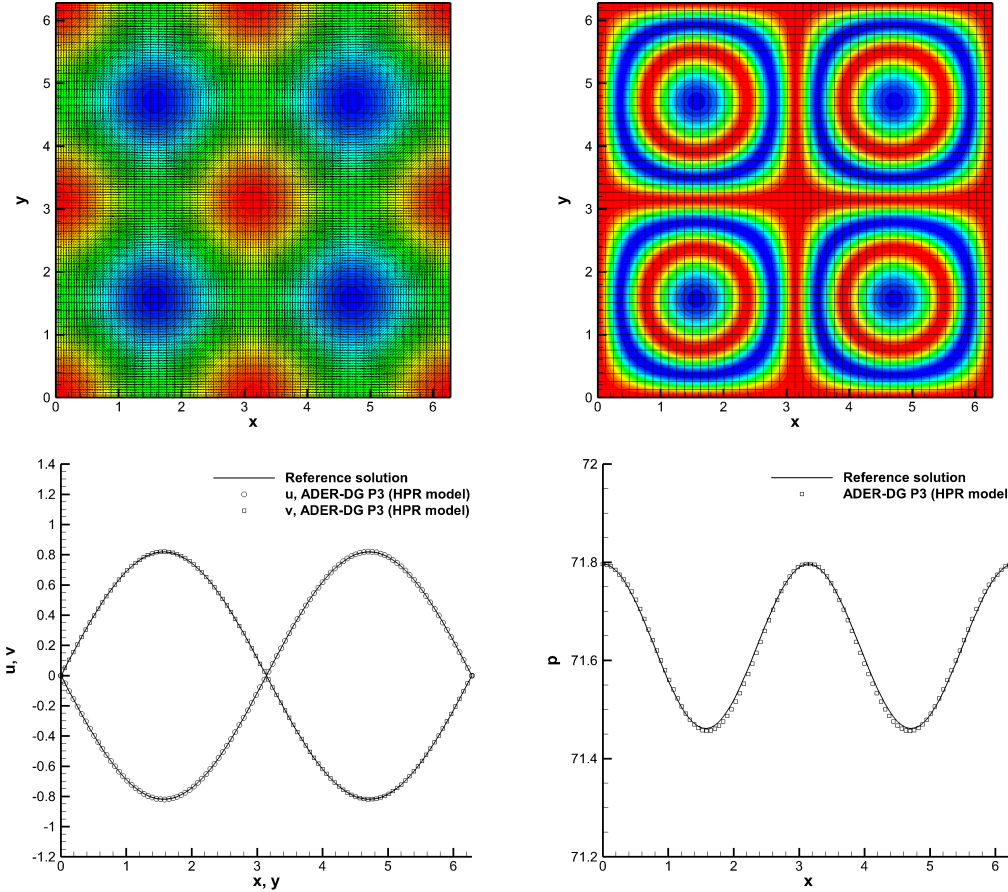 6
5
4
3
2
1
0
y
0 1 2 3 4 5 6
x
6
5
4
3
2
1
0
y
0 1 2 3 4 5 6
x
1.4
1.2
1
0.8
0.6
0.4
0.2
0
-0.2
-0.4
-0.6
-0.8
-1
-1.2
u, v
Reference solution
u, ADER-DG P3 (HPR model)
v, ADER-DG P3 (HPR model)
0 1 2 3 4 5 6
x, y
72
71.8
71.6
71.4
71.2
p
Reference solution
ADER-DG P3 (HPR model
0 1 2 3 4 5 6
x